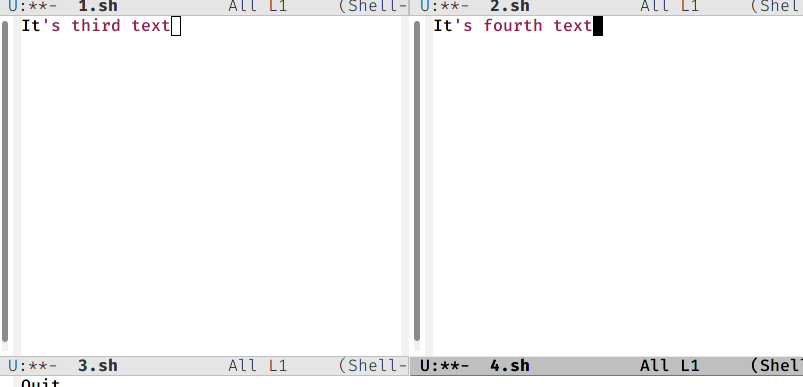 U:**-  1.sh           All L1     (Shell-
U:**-  2.sh           All L1     (Shel
It's third text
It's fourth text
U:**-  3.sh           All L1     (Shell-
U:**-  4.sh           All L1     (Shel
Quit